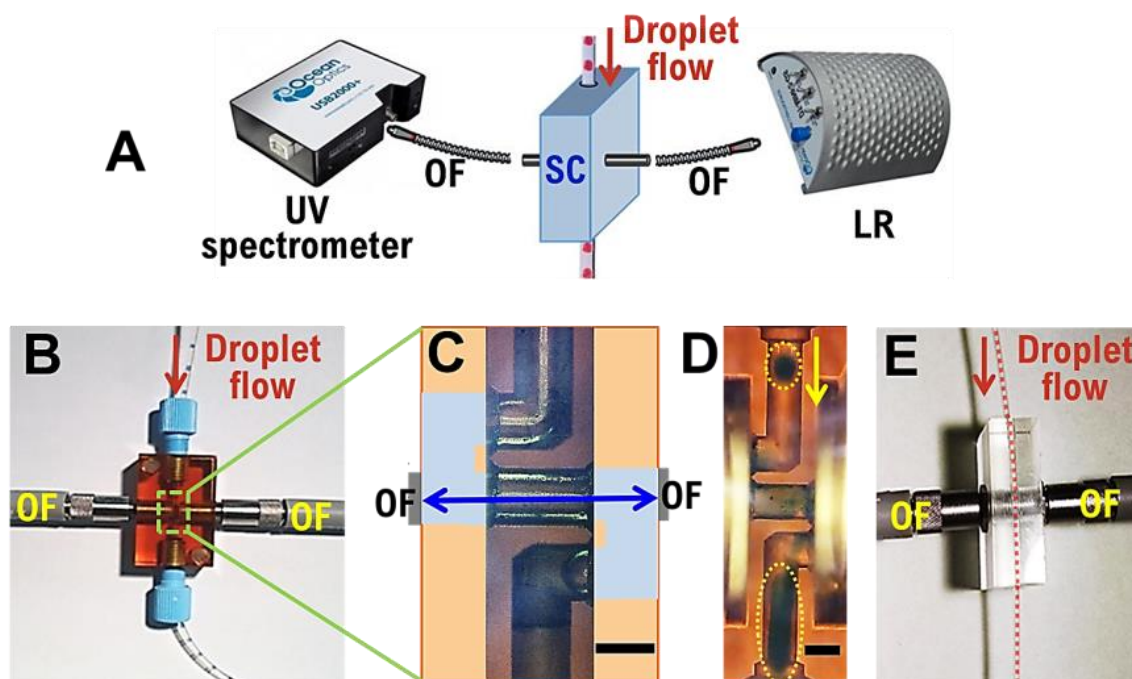 A
Ocean
Optics
USB2000+
UV
spectrometer
OF
SC
Droplet
flow
OF
LR
B
Droplet
flow
OF
OF
C
OF
OF
D
E
Droplet
flow
OF
OF